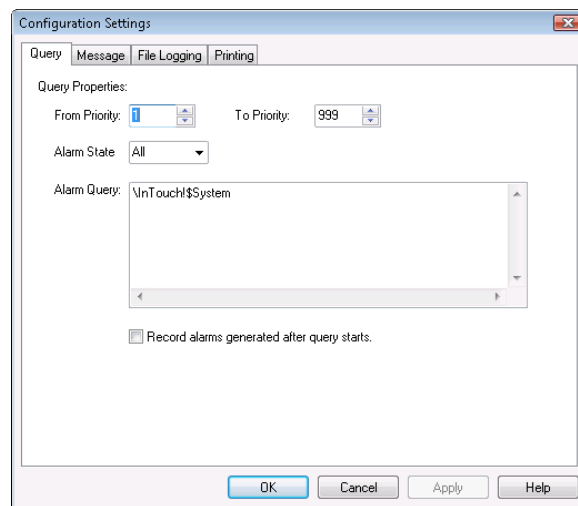 Configuration Settings
Query Message File Logging Printing
Query Properties:
From Priority: 1 To Priority: 999
Alarm State All
Alarm Query: \InTouch!$System
Record alarms generated after query starts.
OK Cancel Apply Help